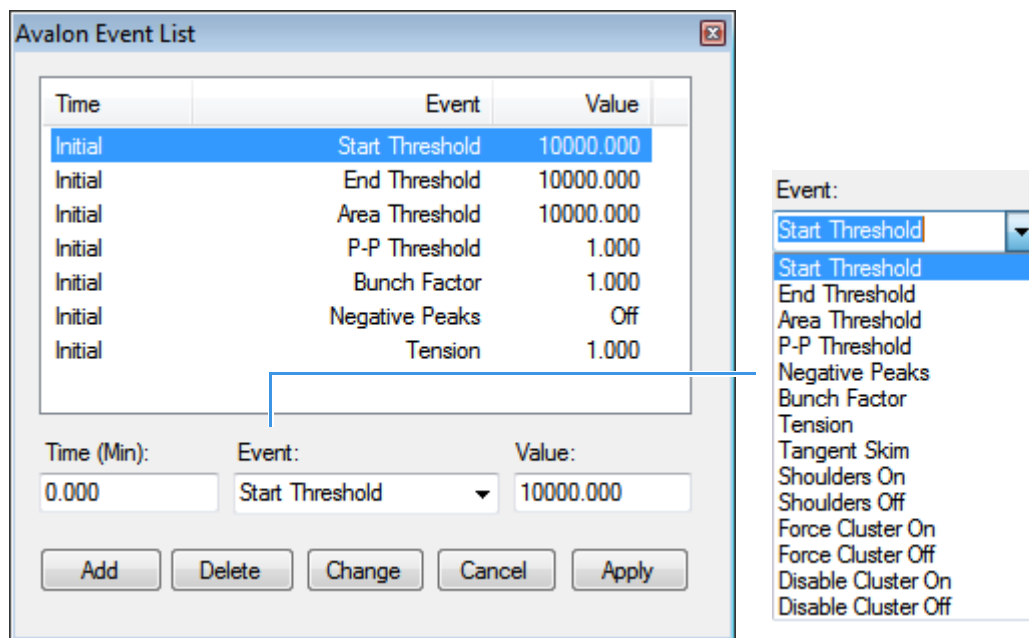 Avalon Event List
Time Event Value
Initial Start Threshold 10000.000
Initial End Threshold 10000.000
Initial Area Threshold 10000.000
Initial P-P Threshold 1.000
Initial Bunch Factor 1.000
Initial Negative Peaks Off
Initial Tension 1.000
Time (Min): Event: Value:
0.000 Start Threshold 10000.000
Add Delete Change Cancel Apply
Event:
Start Threshold
Start Threshold
End Threshold
Area Threshold
P-P Threshold
Negative Peaks
Bunch Factor
Tension
Tangent Skim
Shoulders On
Shoulders Off
Force Cluster On
Force Cluster Off
Disable Cluster On
Disable Cluster Off